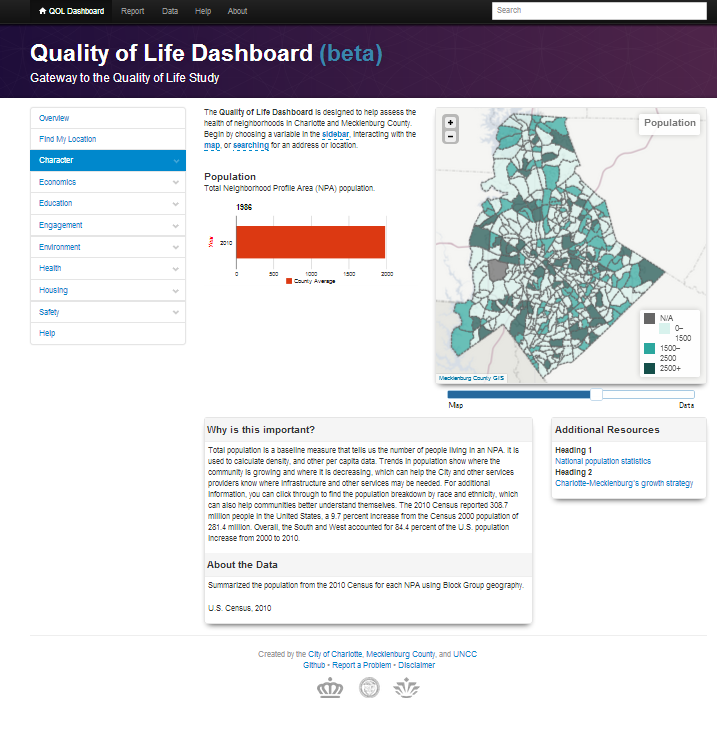 QOL Dashboard Report Data Help About Search
Quality of Life Dashboard (beta)
Gateway to the Quality of Life Study
Overview
Find My Location
Character
Economics
Education
Engagement
Environment
Health
Housing
Safety
Help
The Quality of Life Dashboard is designed to help assess the
health of neighborhoods in Charlotte and Mecklenburg County.
Begin by choosing a variable in the sidebar, interacting with the
map, or searching for an address or location.
Population
Total Neighborhood Profile Area (NPA) population.
1986
Year
2010
0 500 1000 1500 2000
County Average
+
−
Population
N/A
0–
1500
1500–
2500
2500+
Mecklenburg County GIS
Map Data
Why is this important?
Total population is a baseline measure that tells us the number of people living in an NPA. It is
used to calculate density, and other per capita data. Trends in population show where the
community is growing and where it is decreasing, which can help the City and other services
providers know where infrastructure and other services may be needed. For additional
information, you can click through to find the population breakdown by race and ethnicity, which
can also help communities better understand themselves. The 2010 Census reported 308.7
million people in the United States, a 9.7 percent increase from the Census 2000 population of
281.4 million. Overall, the South and West accounted for 84.4 percent of the U.S. population
increase from 2000 to 2010.
About the Data
Summarized the population from the 2010 Census for each NPA using Block Group geography.
U.S. Census, 2010
Additional Resources
Heading 1
National population statistics
Heading 2
Charlotte-Mecklenburg's growth strategy
Created by the City of Charlotte, Mecklenburg County, and UNCC
Github • Report a Problem • Disclaimer